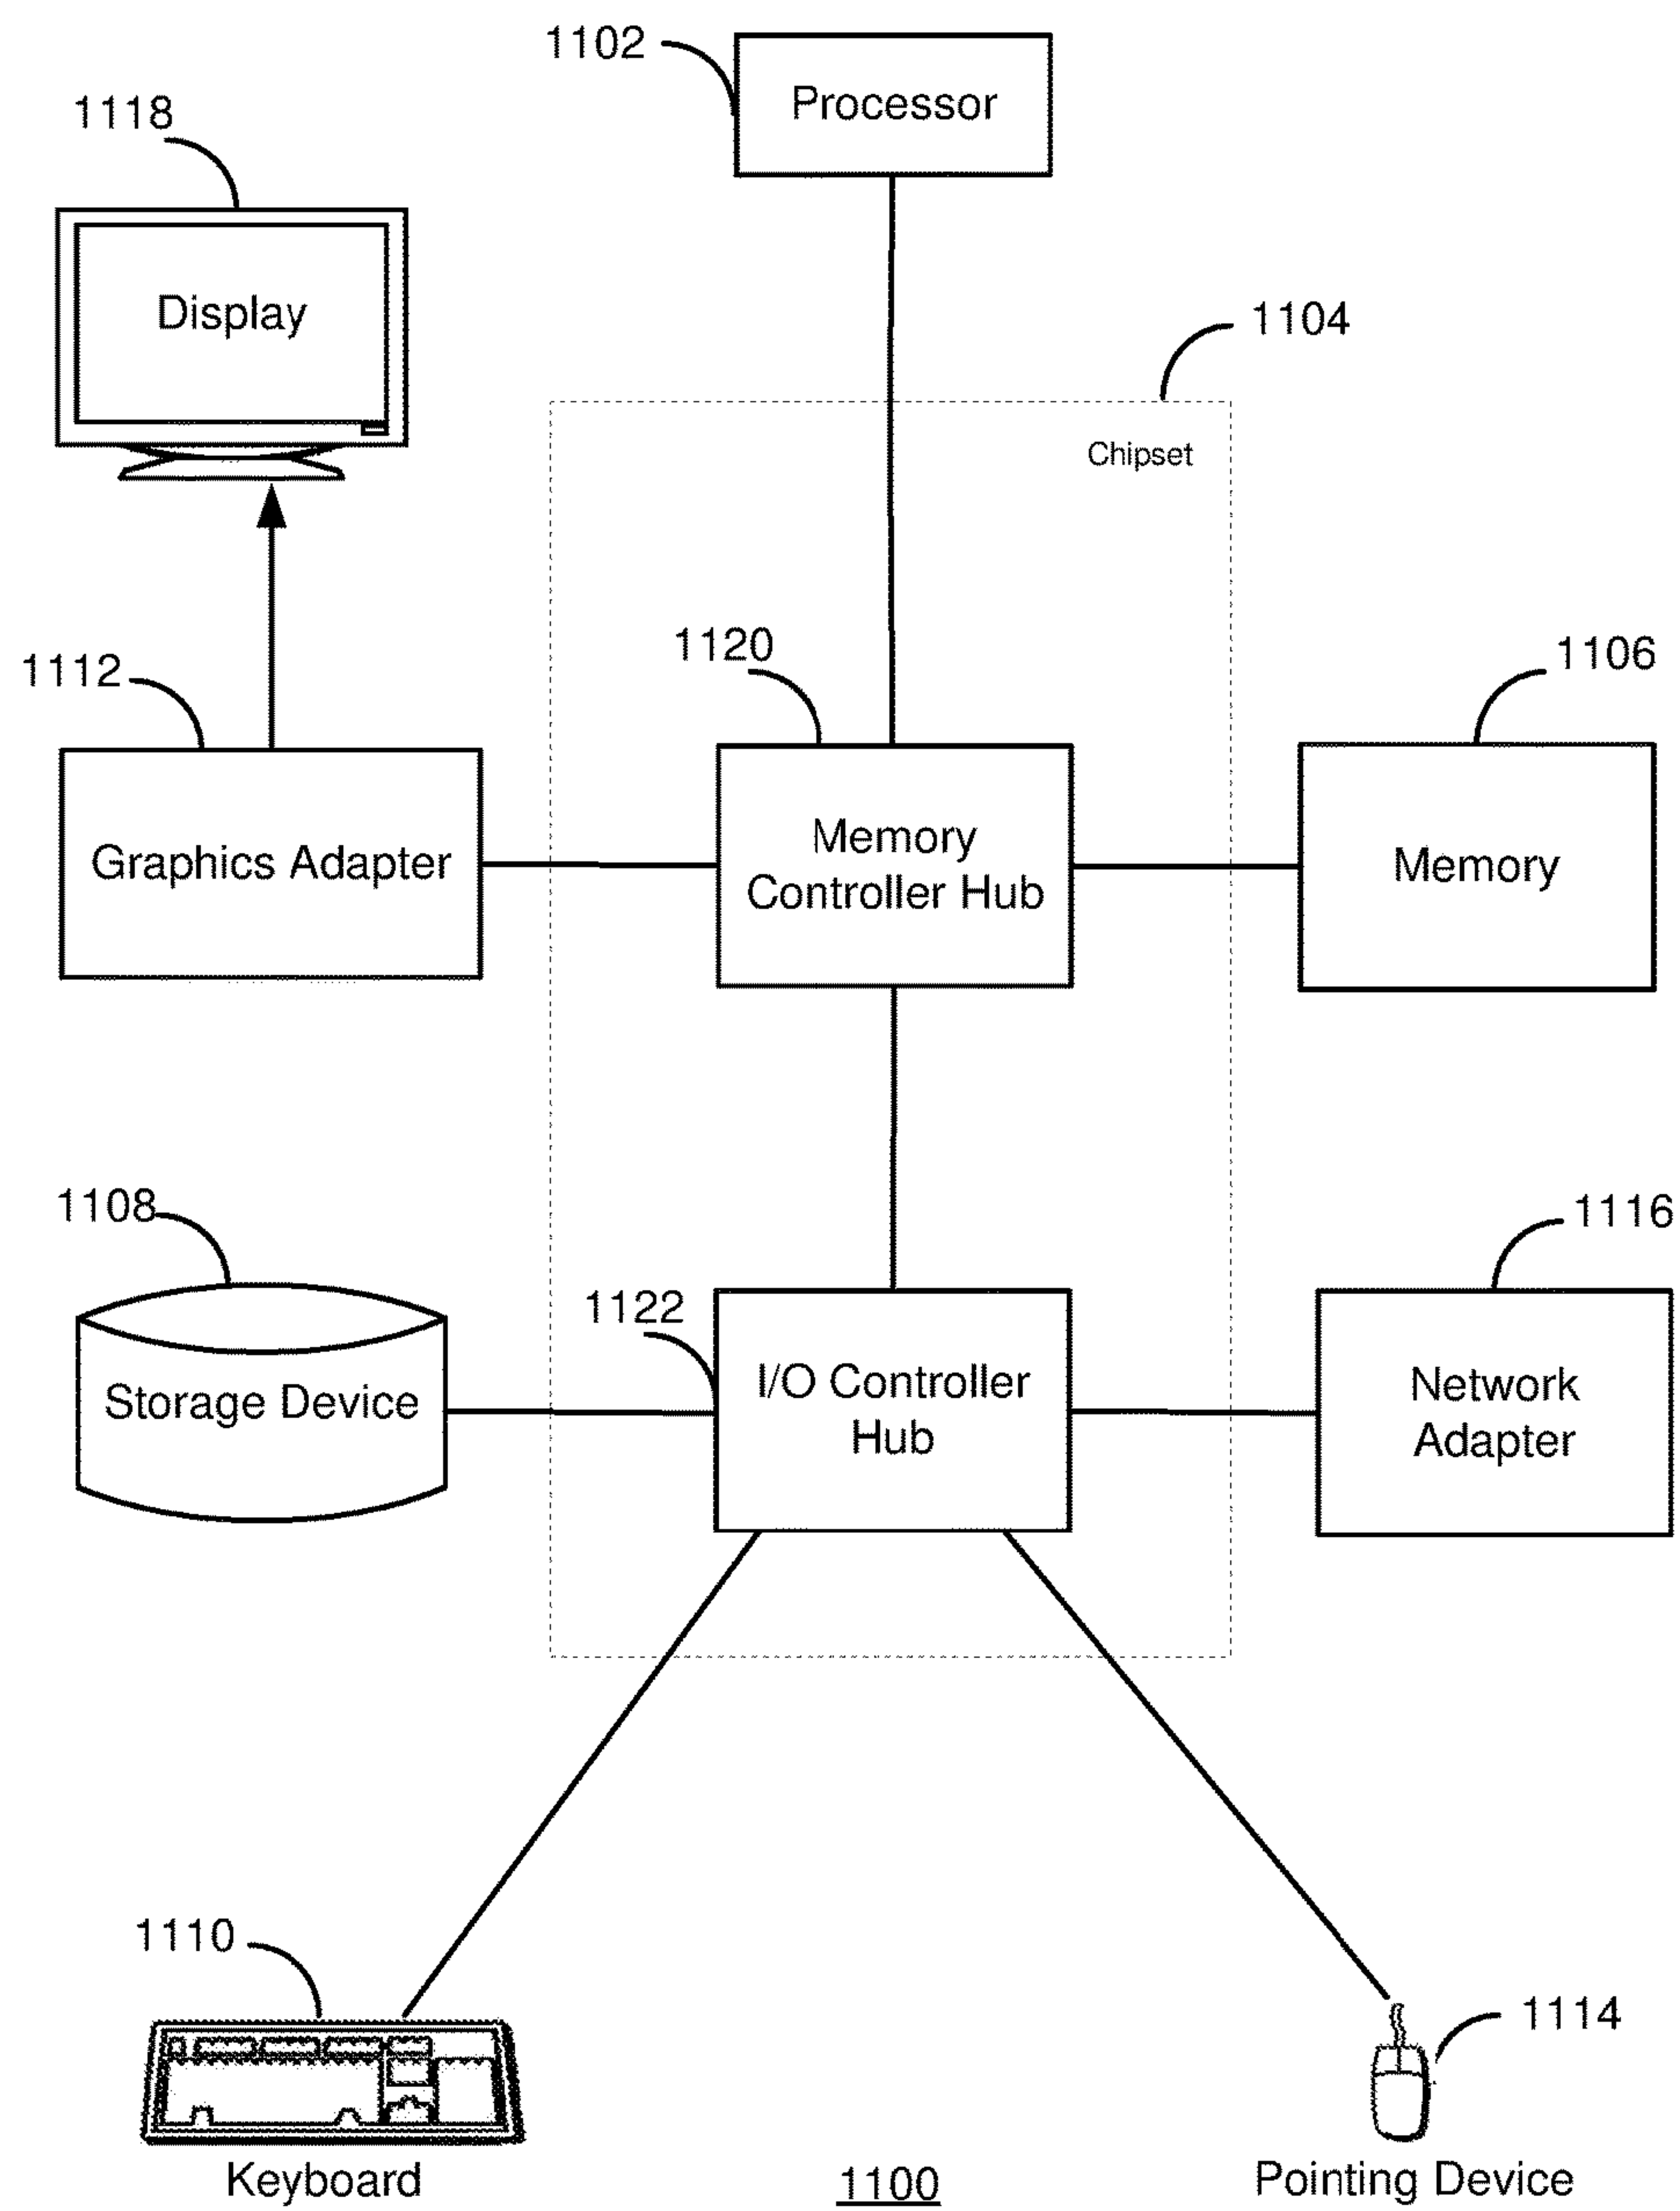 1102
Processor
1118
Display
1104
Chipset
1112
Graphics Adapter
1120
Memory
Controller Hub
1106
Memory
1108
Storage Device
1122
I/O Controller
Hub
1116
Network
Adapter
1110
Keyboard
1114
Pointing Device
1100